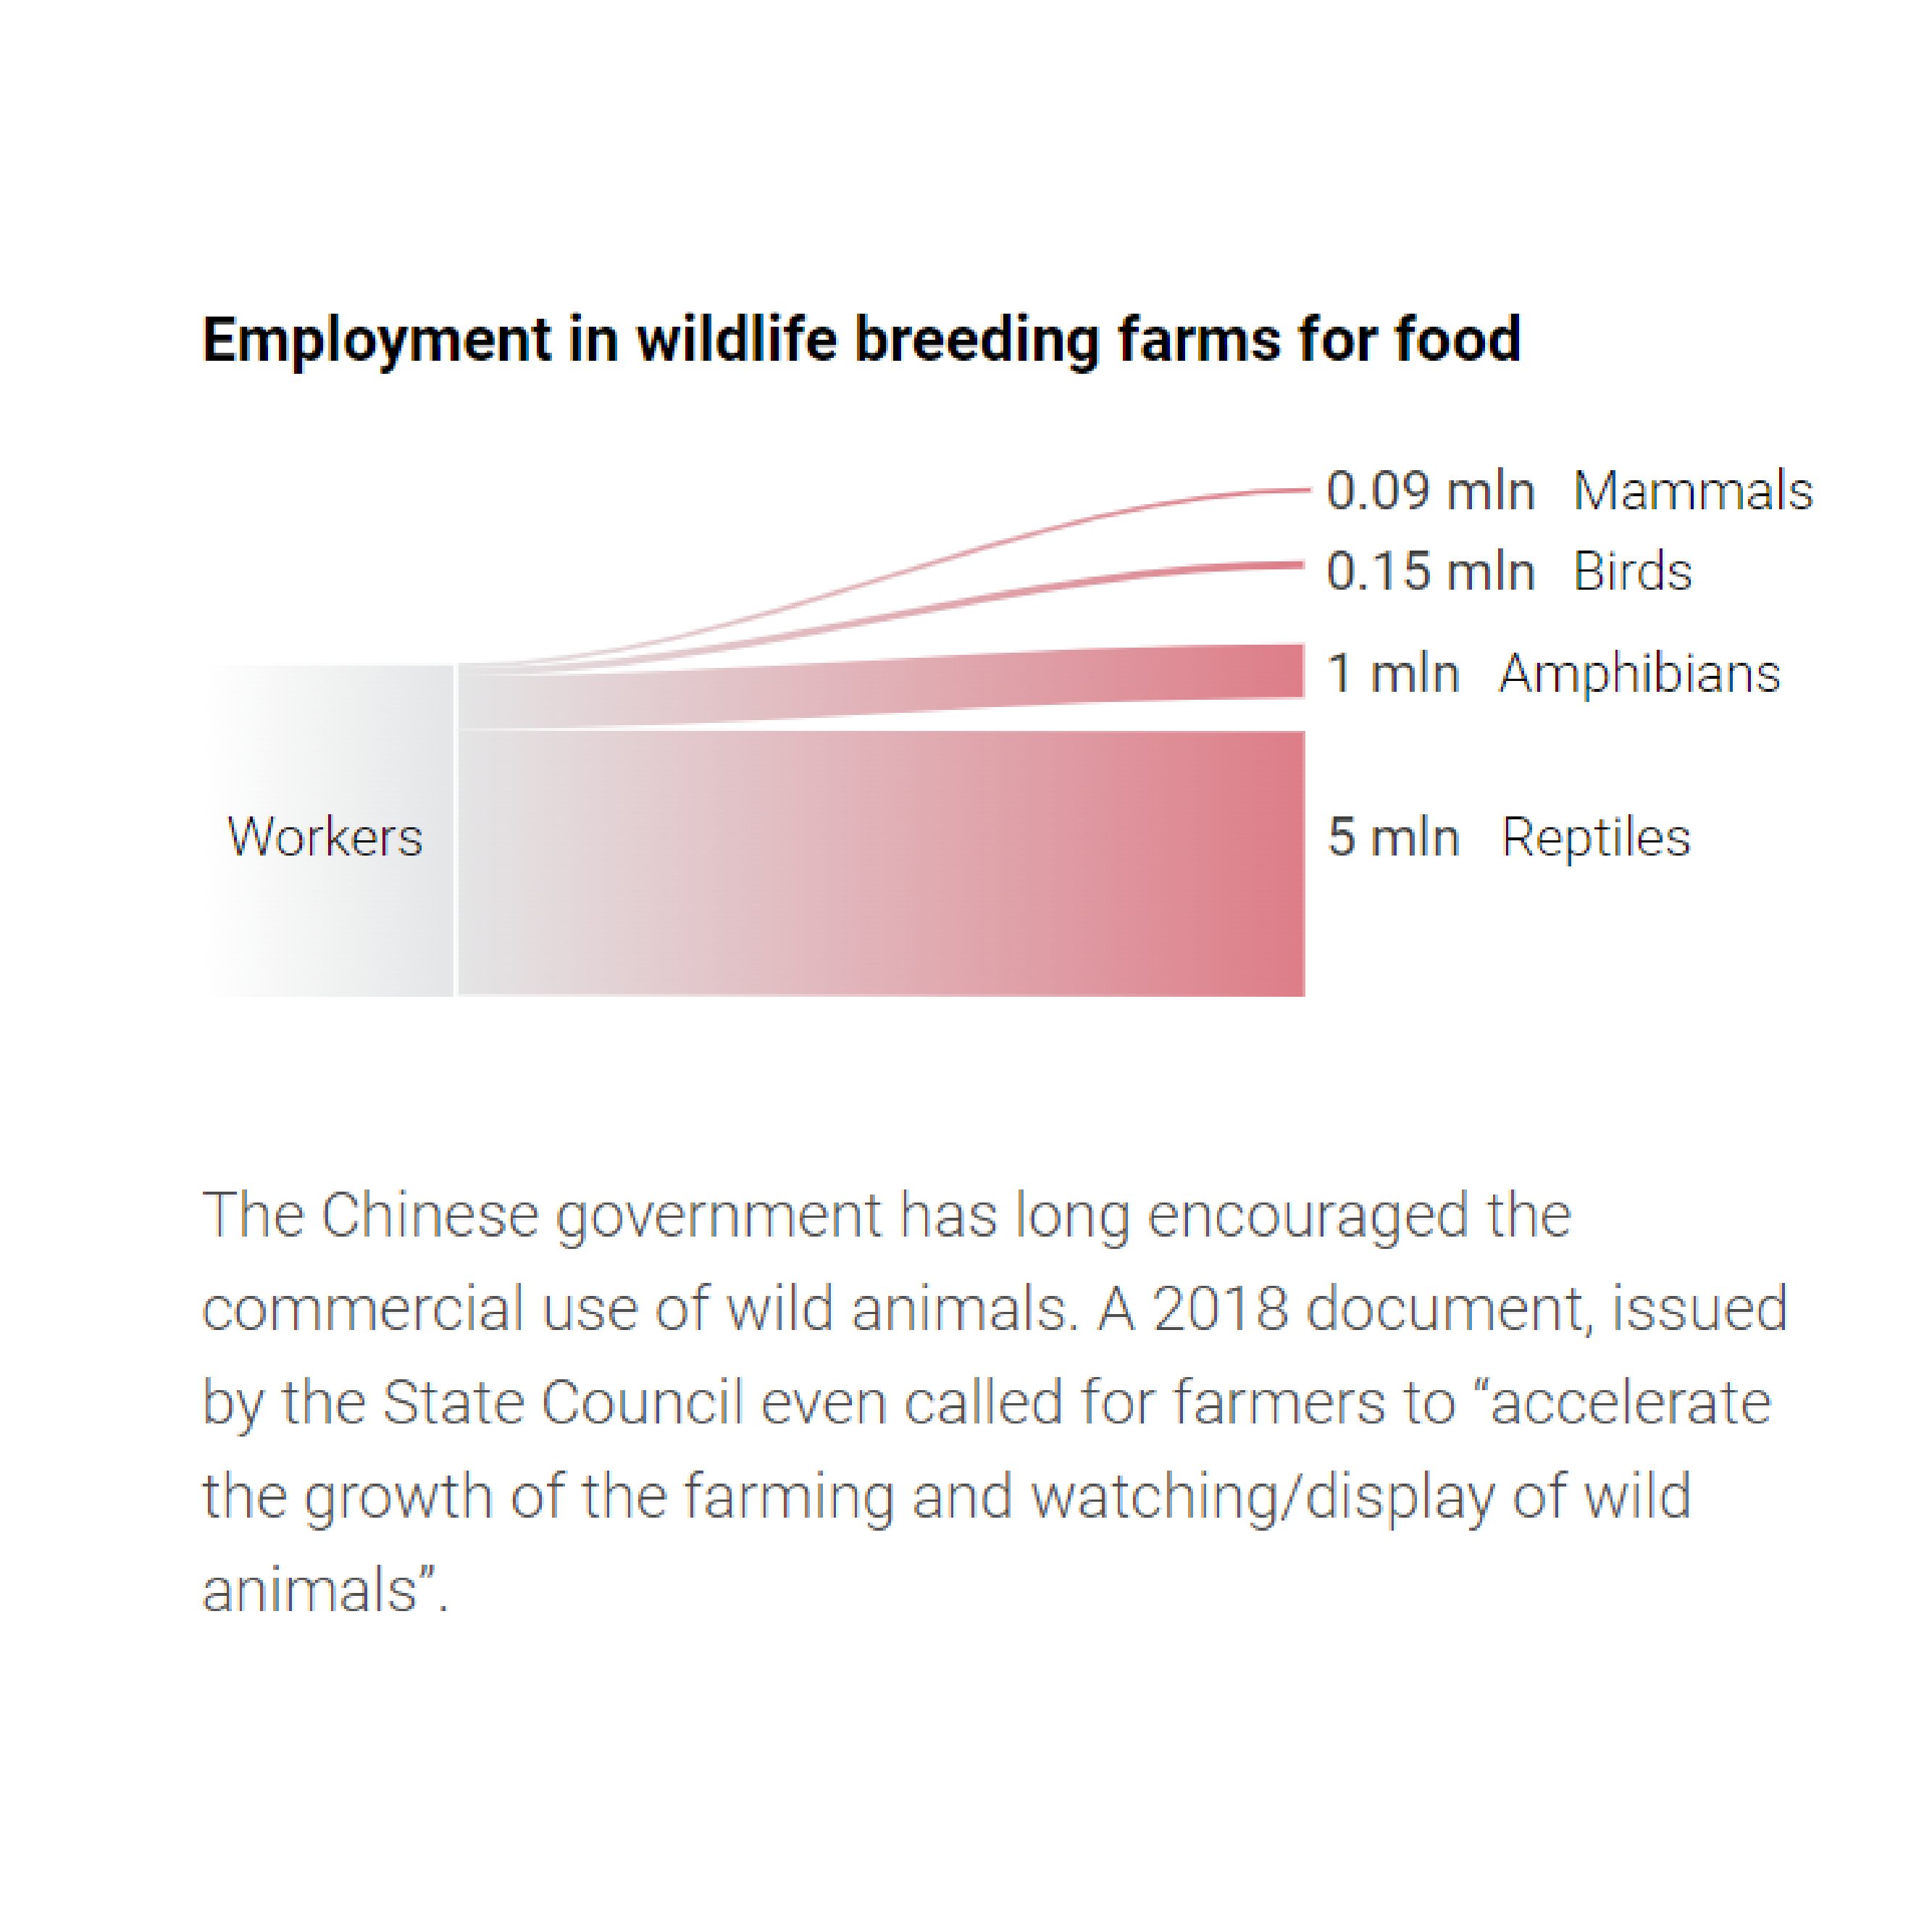 Employment in wildlife breeding farms for food
0.09 mln Mammals
0.15 mln Birds
1 mln Amphibians
Workers
5 mln Reptiles
The Chinese government has long encouraged the
commercial use of wild animals. A 2018 document, issued
by the State Council even called for farmers to “accelerate
the growth of the farming and watching/display of wild
animals”.